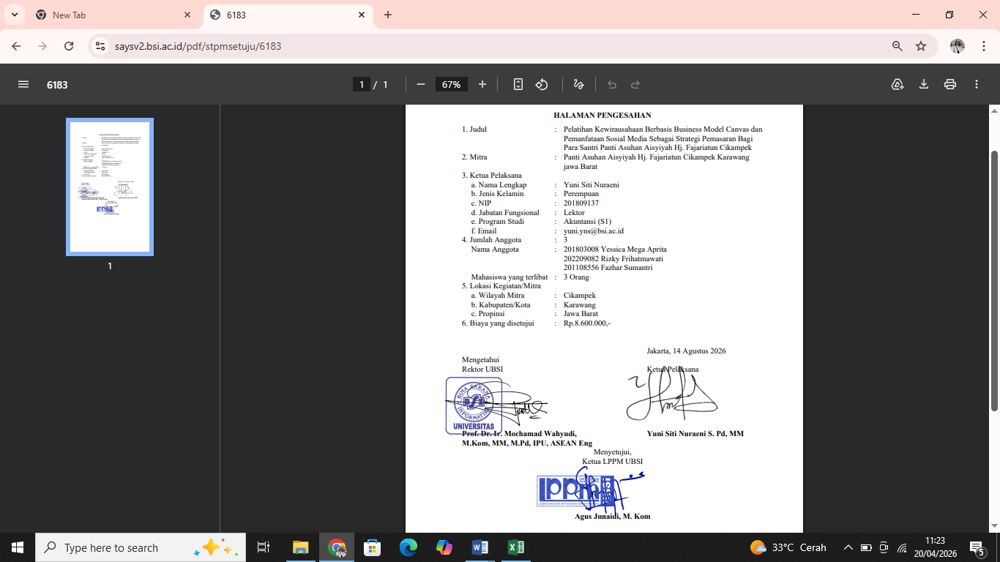 New Tab
6183
saysv2.bsi.ac.id/pdf/stpmsetuju/6183
6183
1 / 1
67%
1
HALAMAN PENGESAHAN
1. Judul : Pelatihan Kewirausahaan Berbasis Business Model Canvas dan
Pemanfataan Sosial Media Sebagai Strategi Pemasaran Bagi
Para Santri Panti Asuhan Aisyiyah Hj. Fajariatun Cikampek
2. Mitra : Panti Asuhan Aisyiyah Hj. Fajariatun Cikampek Karawang
jawa Barat
3. Ketua Pelaksana
a. Nama Lengkap : Yuni Siti Nuraeni
b. Jenis Kelamin : Perempuan
c. NIP : 201809137
d. Jabatan Fungsional : Lektor
e. Program Studi : Akuntansi (S1)
f. Email : yuni.yns@bsi.ac.id
4. Jumlah Anggota : 3
Nama Anggota : 201803008 Yessica Mega Aprita
202209082 Rizky Frihatmawati
201108556 Fazhar Sumantri
Mahasiswa yang terlibat : 3 Orang
5. Lokasi Kegiatan/Mitra
a. Wilayah Mitra : Cikampek
b. Kabupaten/Kota : Karawang
c. Propinsi : Jawa Barat
6. Biaya yang disetujui : Rp.8.600.000,-
Jakarta, 14 Agustus 2026
Mengetahui
Rektor UBSI
Ketua Pelaksana
BINA SARANA
BSI
INFORMATIKA
UNIVERSITAS
Prof. Dr. Ir. Mochamad Wahyudi,
M.Kom, MM, M.Pd, IPU, ASEAN Eng
Yuni Siti Nuraeni S. Pd, MM
Menyetujui,
Ketua LPPM UBSI
lppm
Agus Junaidi, M. Kom
Type here to search
33°C Cerah
11:23
20/04/2026
5